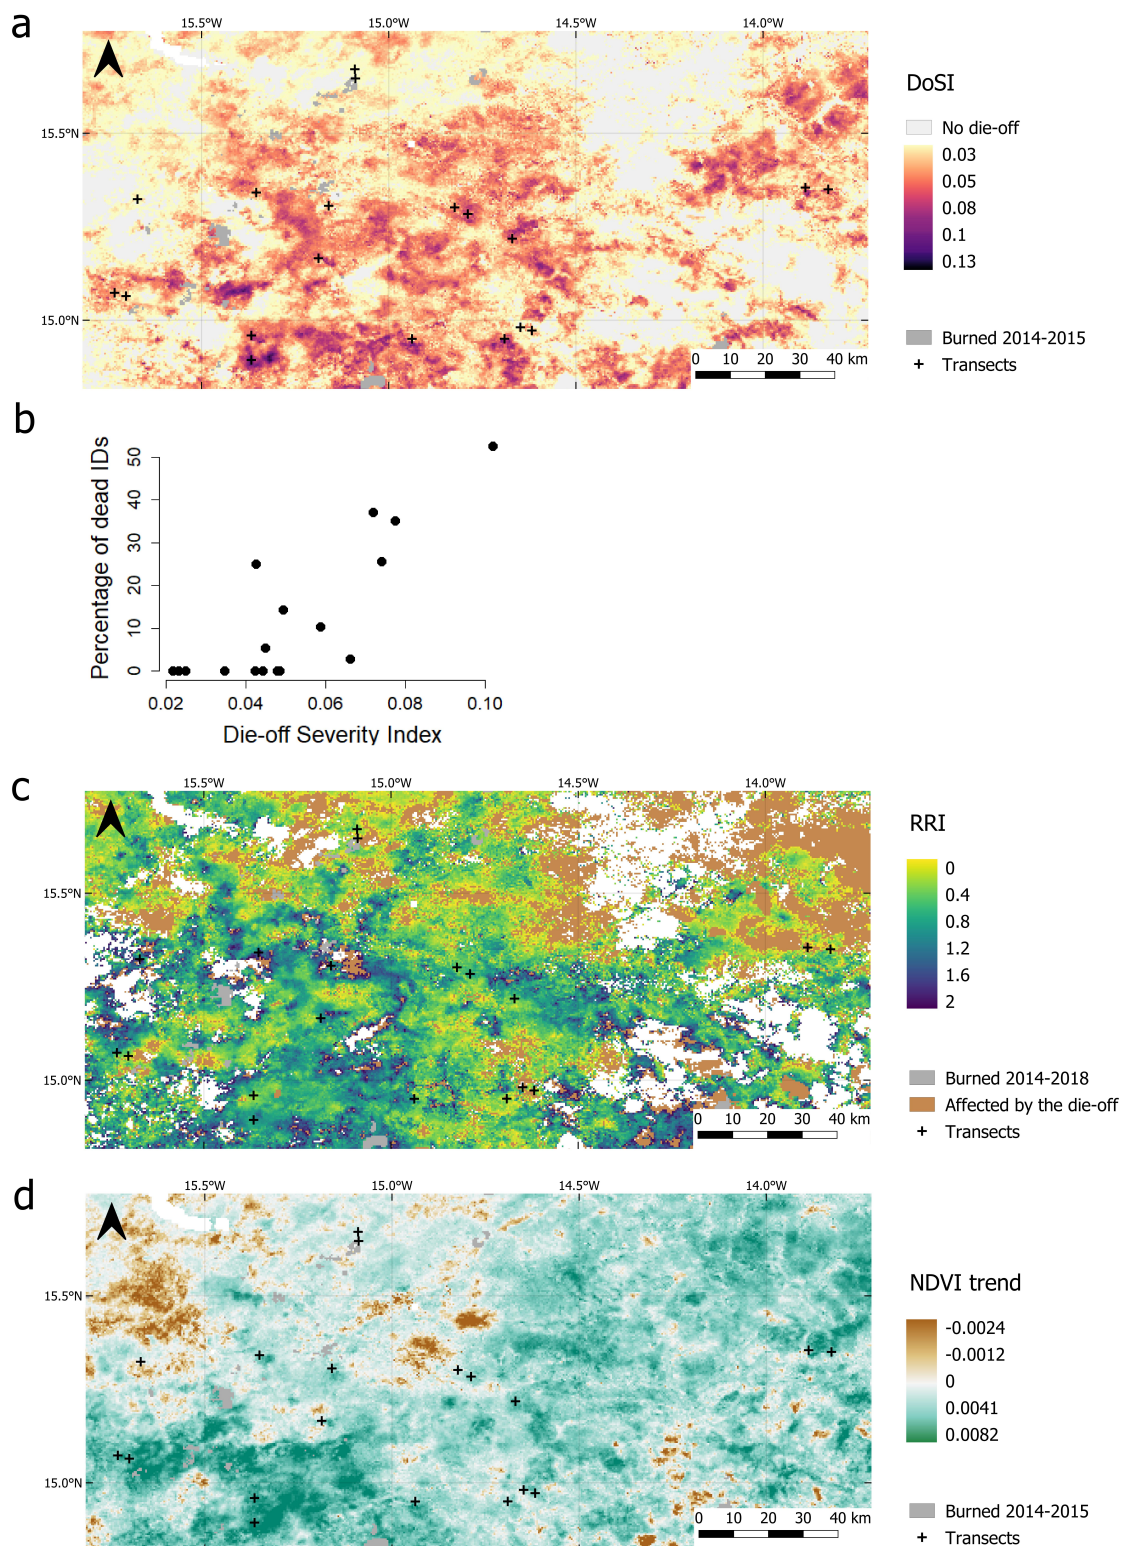 a
15.5°W 15.0°W 14.5°W 14.0°W
15.5°N
15.0°N
0 10 20 30 40 km
DoSI
No die-off
0.03
0.05
0.08
0.1
0.13
Burned 2014-2015
Transects
b
Percentage of dead IDs
50
40
30
20
10
0
0.02 0.04 0.06 0.08 0.10
Die-off Severity Index
c
15.5°W 15.0°W 14.5°W 14.0°W
15.5°N
15.0°N
0 10 20 30 40 km
RRI
0
0.4
0.8
1.2
1.6
2
Burned 2014-2018
Affected by the die-off
Transects
d
15.5°W 15.0°W 14.5°W 14.0°W
15.5°N
15.0°N
0 10 20 30 40 km
NDVI trend
-0.0024
-0.0012
0
0.0041
0.0082
Burned 2014-2015
Transects